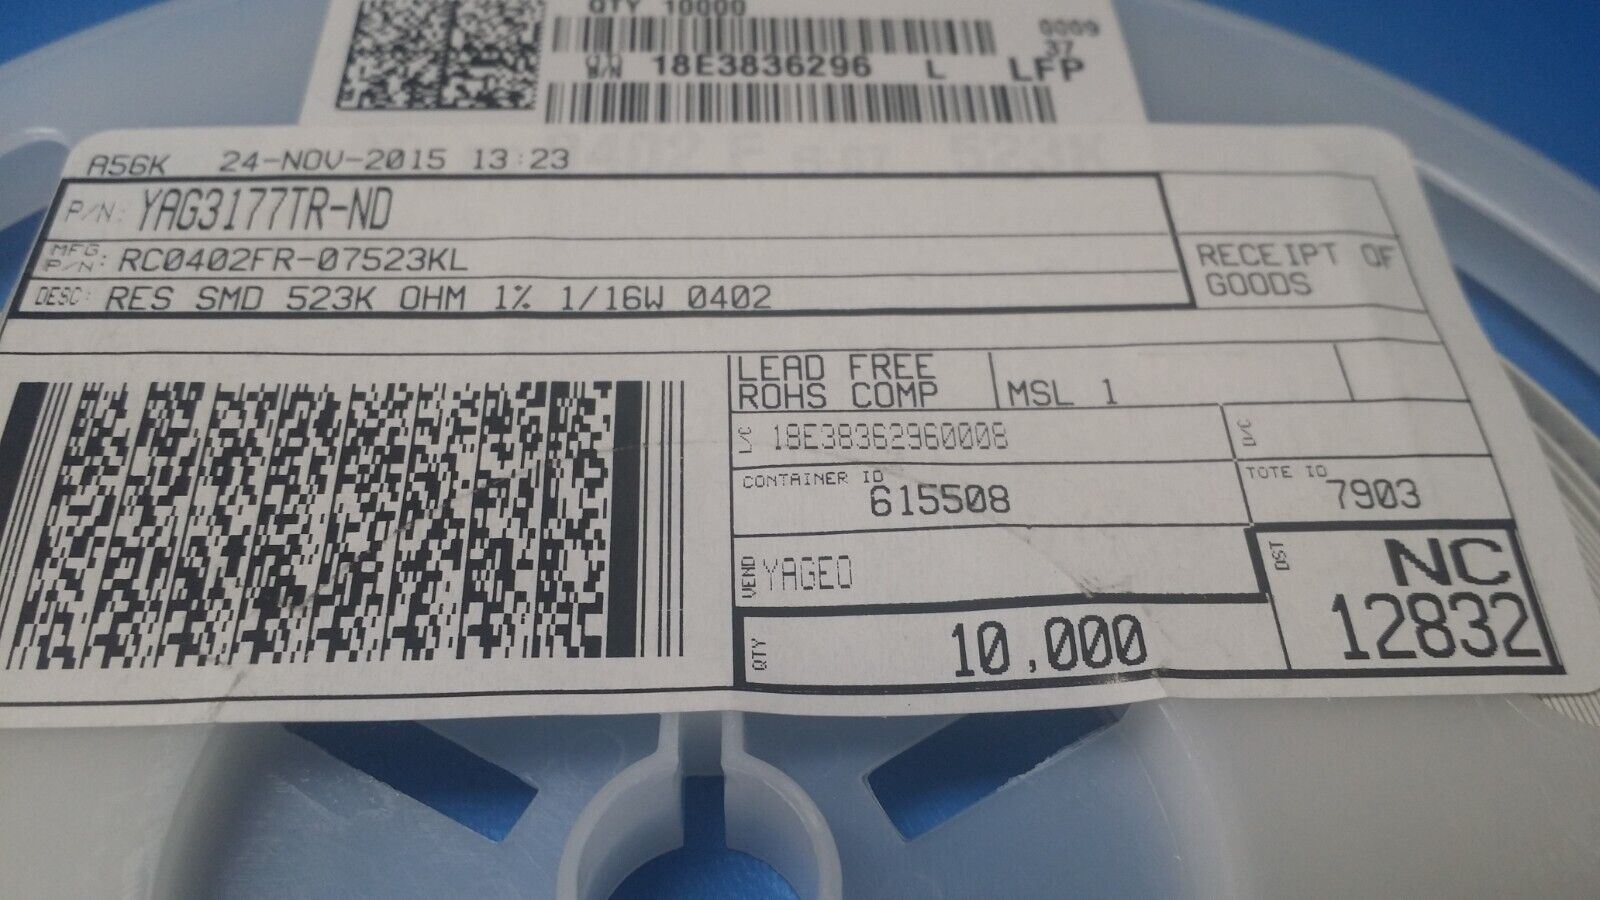 QTY 10000
0009
37
18E3836296 L LFP
A56K 24-NOV-2015 13:23
P/N: YAG3177TR-ND
MFG P/N: RC0402FR-07523KL
DESC: RES SMD 523K OHM 1% 1/16W 0402
RECEIPT OF
GOODS
LEAD FREE
ROHS COMP
MSL 1
L/C 18E38362960008
D/C
CONTAINER ID
615508
TOTE ID
7903
VEND YAGEO
QTY 10,000
DST NC
12832